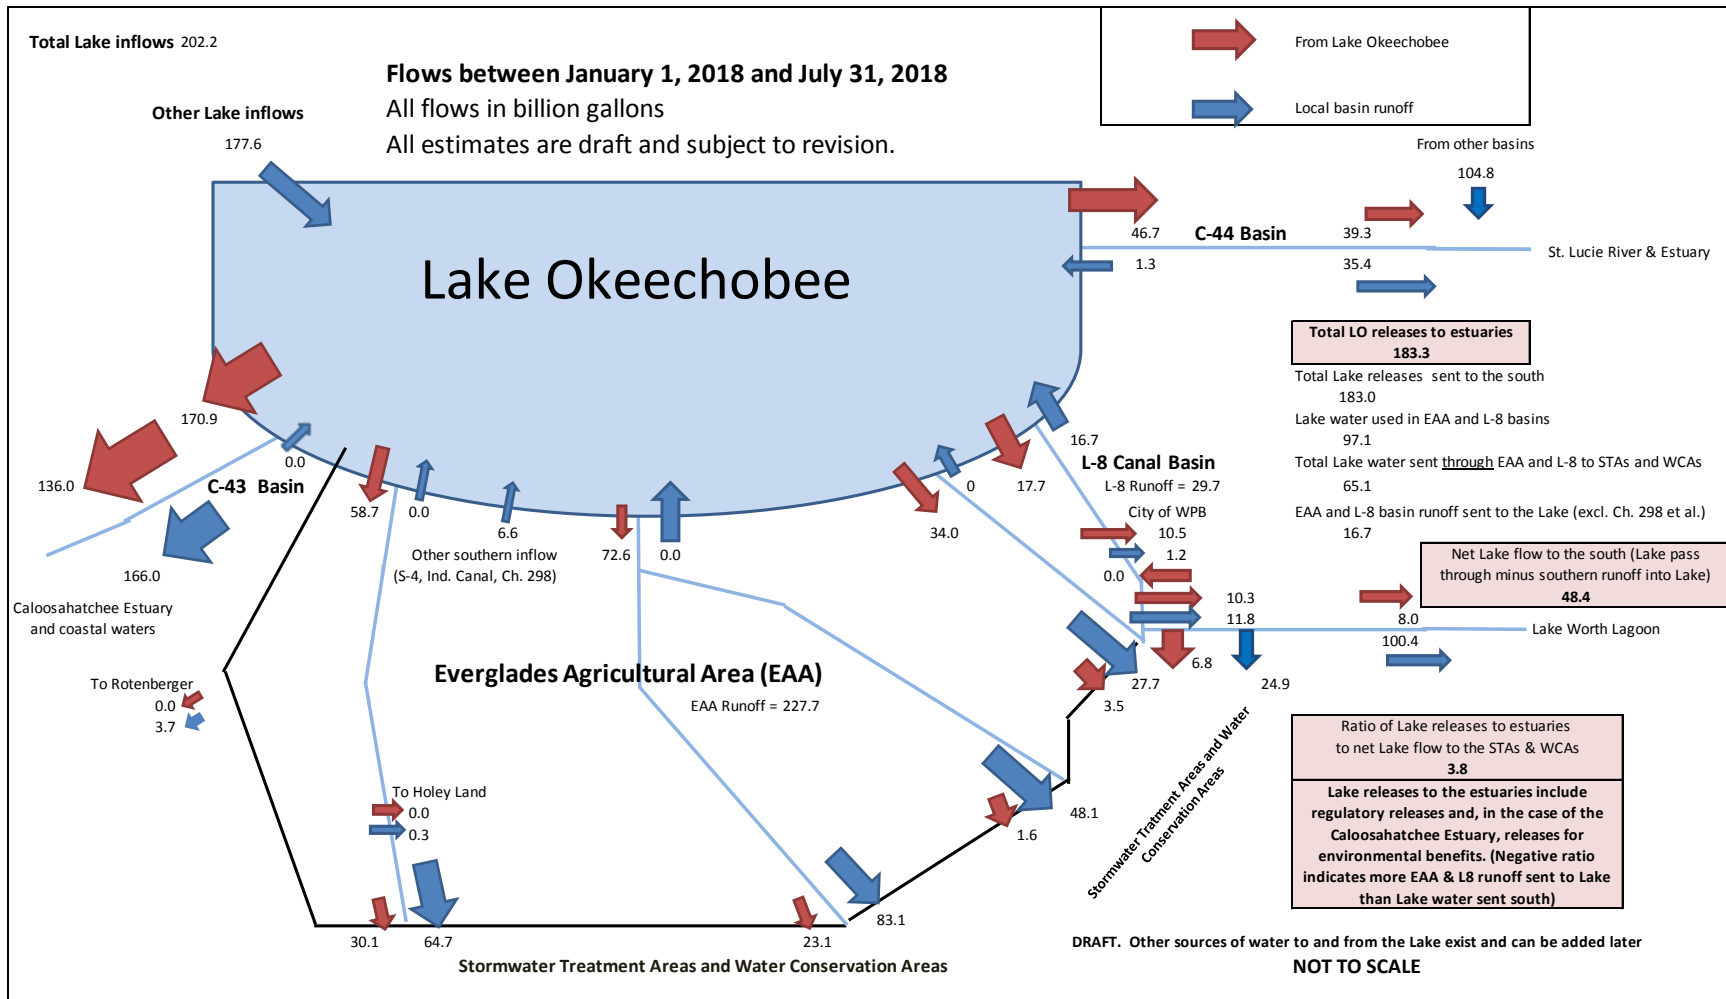 Total Lake inflows 202.2
From Lake Okeechobee
Flows between January 1, 2018 and July 31, 2018
All flows in billion gallons
All estimates are draft and subject to revision.
Local basin runoff
Other Lake inflows
177.6
From other basins
104.8
Lake Okeechobee
46.7
C-44 Basin
39.3
1.3
35.4
St. Lucie River & Estuary
Total LO releases to estuaries
183.3
Total Lake releases  sent to the south
183.0
Lake water used in EAA and L-8 basins
97.1
Total Lake water sent through EAA and L-8 to STAs and WCAs
65.1
EAA and L-8 basin runoff sent to the Lake (excl. Ch. 298 et al.)
16.7
Net Lake flow to the south (Lake pass
through minus southern runoff into Lake)
48.4
170.9
0.0
136.0
C-43  Basin
166.0
Caloosahatchee Estuary
and coastal waters
58.7
0.0
6.6
Other southern inflow
(S-4, Ind. Canal, Ch. 298)
72.6
0.0
34.0
0
17.7
16.7
L-8 Canal Basin
L-8 Runoff = 29.7
City of WPB
10.5
1.2
0.0
10.3
11.8
8.0
100.4
Lake Worth Lagoon
6.8
24.9
27.7
3.5
Everglades Agricultural Area (EAA)
EAA Runoff = 227.7
To Rotenberger
0.0
3.7
To Holey Land
0.0
0.3
48.1
1.6
Stormwater Tratment Areas and Water
Conservation Areas
Ratio of Lake releases to estuaries
to net Lake flow to the STAs & WCAs
3.8
Lake releases to the estuaries include
regulatory releases and, in the case of the
Caloosahatchee Estuary, releases for
environmental benefits. (Negative ratio
indicates more EAA & L8 runoff sent to Lake
than Lake water sent south)
30.1
64.7
23.1
83.1
Stormwater Treatment Areas and Water Conservation Areas
DRAFT.  Other sources of water to and from the Lake exist and can be added later
NOT TO SCALE